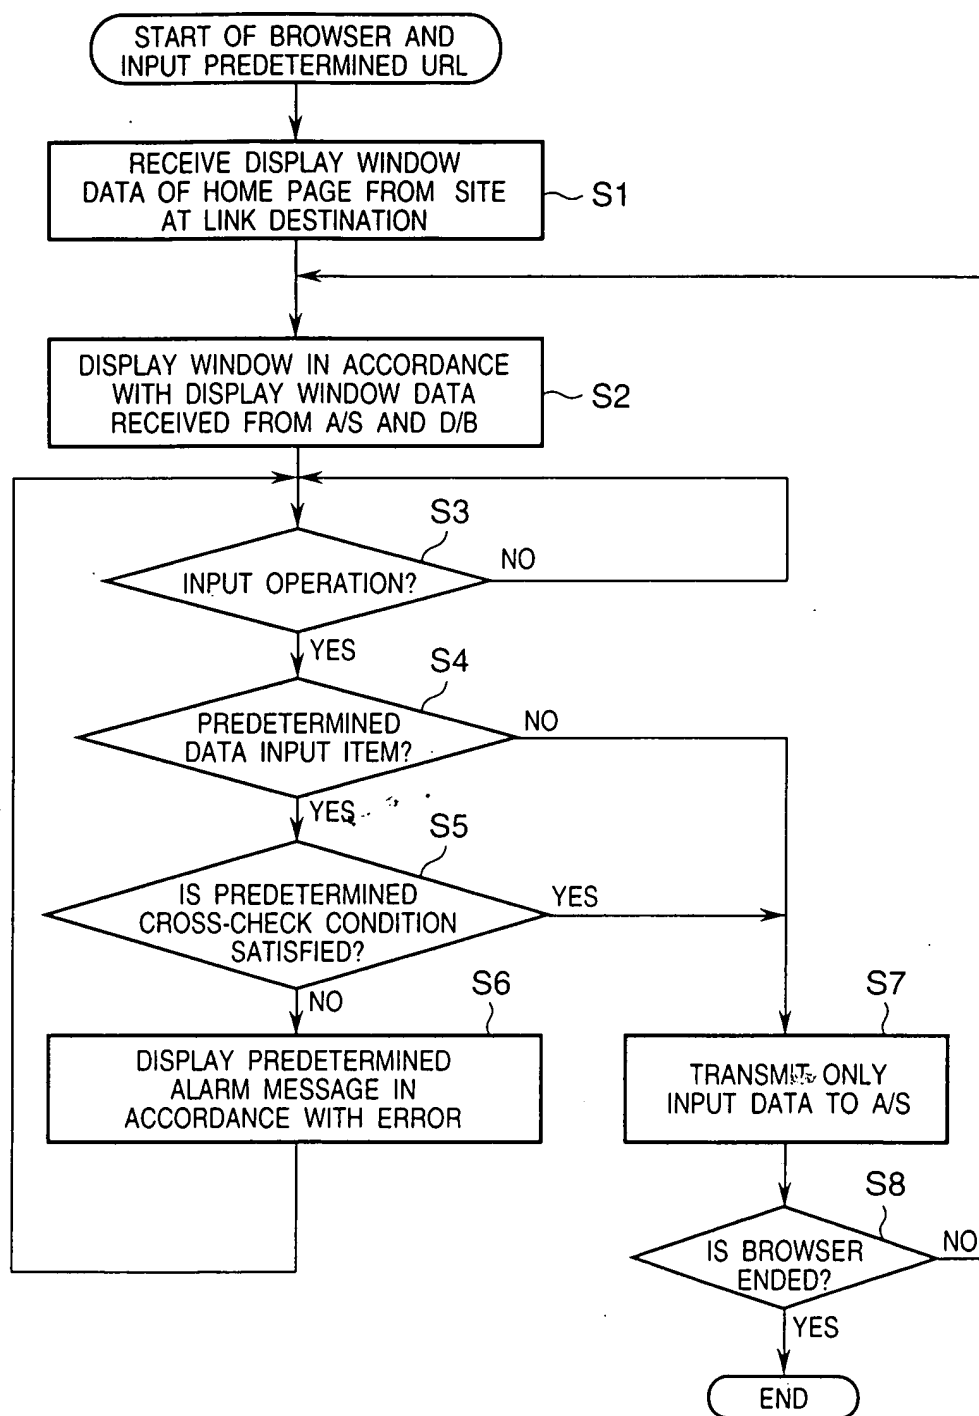 START OF BROWSER AND
INPUT PREDETERMINED URL
RECEIVE DISPLAY WINDOW
DATA OF HOME PAGE FROM SITE
AT LINK DESTINATION
S1
DISPLAY WINDOW IN ACCORDANCE
WITH DISPLAY WINDOW DATA
RECEIVED FROM A/S AND D/B
S2
S3
INPUT OPERATION?
NO
YES
S4
PREDETERMINED
DATA INPUT ITEM?
NO
YES
S5
IS PREDETERMINED
CROSS-CHECK CONDITION
SATISFIED?
YES
NO
S6
DISPLAY PREDETERMINED
ALARM MESSAGE IN
ACCORDANCE WITH ERROR
S7
TRANSMIT ONLY
INPUT DATA TO A/S
S8
IS BROWSER
ENDED?
NO
YES
END